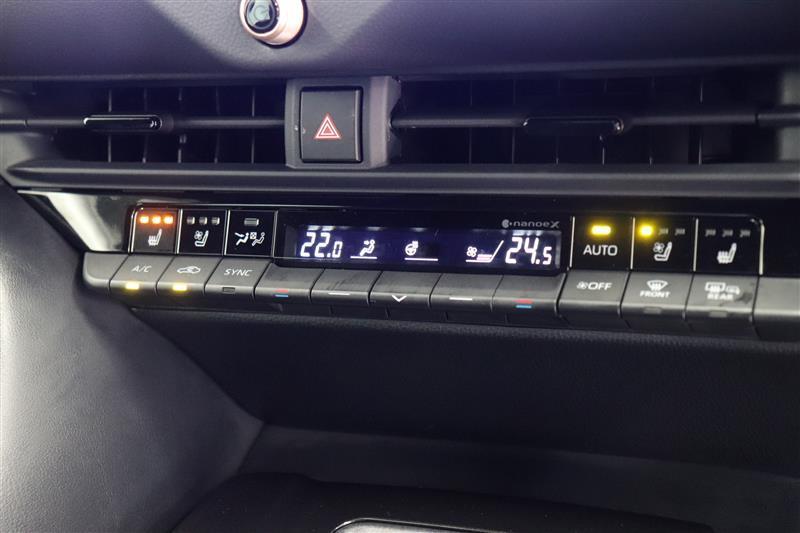 nanoeX
22.0
24.5
AUTO
A/C
SYNC
OFF
FRONT
REAR